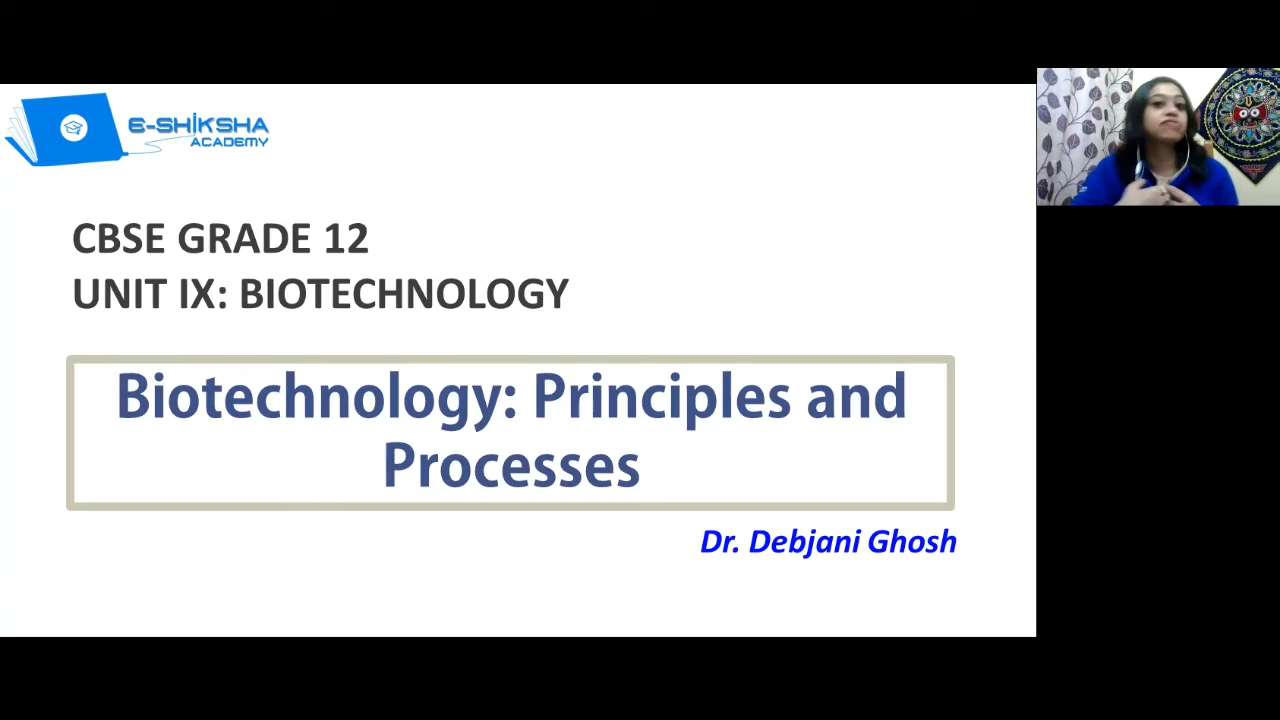 E-SHIKSHA
ACADEMY
CBSE GRADE 12
UNIT IX: BIOTECHNOLOGY
Biotechnology: Principles and
Processes
Dr. Debjani Ghosh